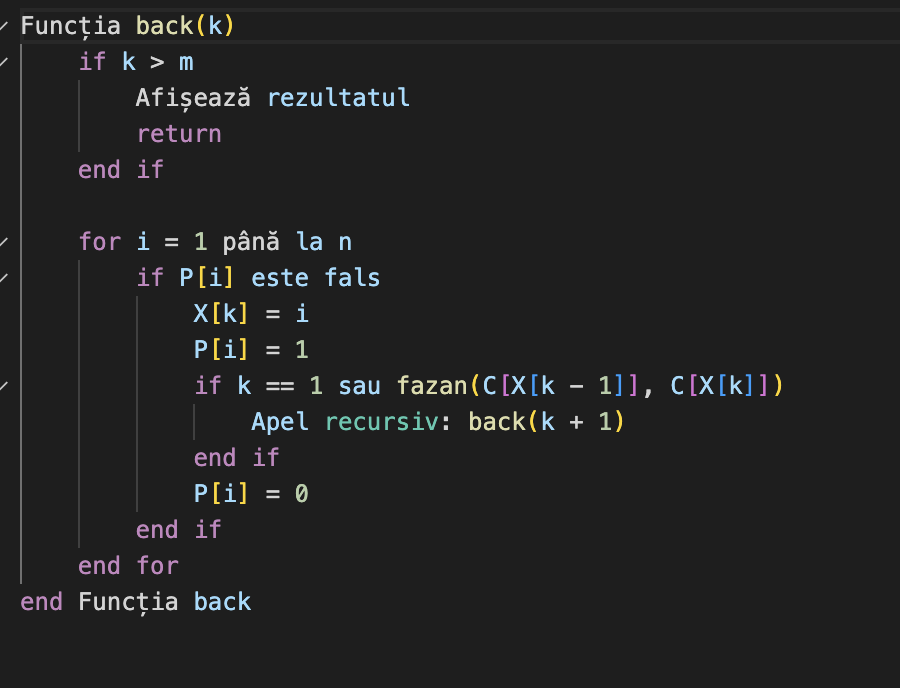 Funcția back(k)
if k > m
Afișează rezultatul
return
end if
for i = 1 până la n
if P[i] este fals
X[k] = i
P[i] = 1
if k == 1 sau fazan(C[X[k - 1]], C[X[k]])
Apel recursiv: back(k + 1)
end if
P[i] = 0
end if
end for
end Funcția back